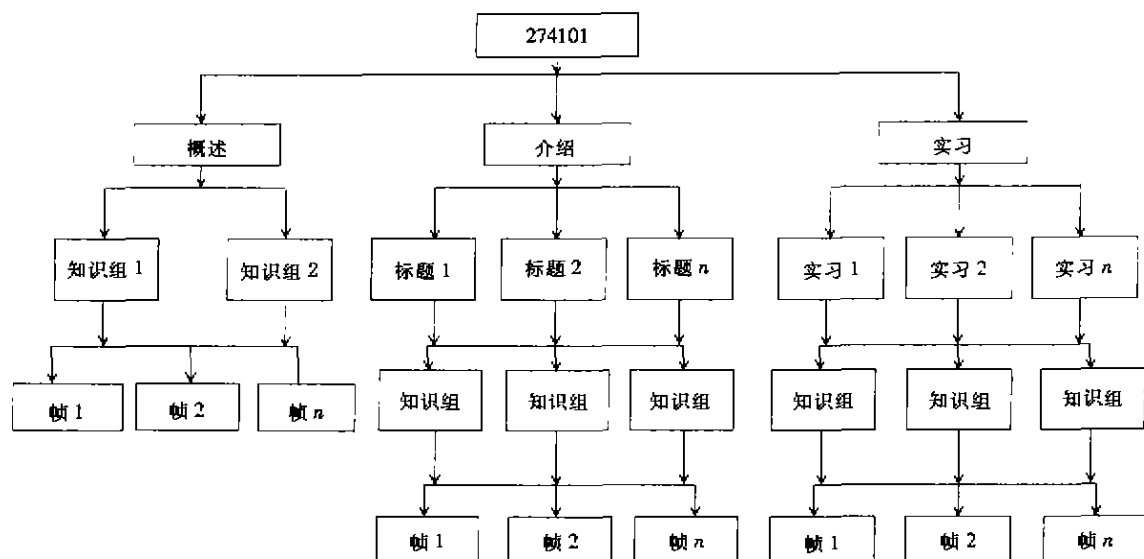 274101
概述 介绍 实习
知识组 1 知识组 2 标题 1 标题 2 标题 n 实习 1 实习 2 实习 n
帧 1 帧 2 帧 n 知识组 知识组 知识组 知识组 知识组 知识组
帧 1 帧 2 帧 n 帧 1 帧 2 帧 n